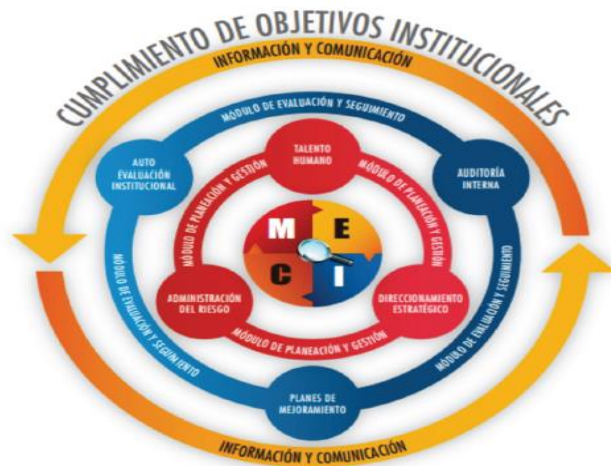 CUMPLIMIENTO DE OBJETIVOS INSTITUCIONALES
INFORMACIÓN Y COMUNICACIÓN
MÓDULO DE EVALUACIÓN Y SEGUIMIENTO
TALENTO
HUMANO
AUTO
EVALUACIÓN
INSTITUCIONAL
AUDITORÍA
INTERNA
MÓDULO DE PLANEACIÓN Y GESTIÓN
MÓDULO DE PLANEACIÓN Y GESTIÓN
M E
C I
ADMINISTRACIÓN
DEL RIESGO
DIRECCIONAMIENTO
ESTRATÉGICO
MÓDULO DE PLANEACIÓN Y GESTIÓN
MÓDULO DE EVALUACIÓN Y SEGUIMIENTO
MÓDULO DE EVALUACIÓN Y SEGUIMIENTO
PLANES DE
MEJORAMIENTO
INFORMACIÓN Y COMUNICACIÓN